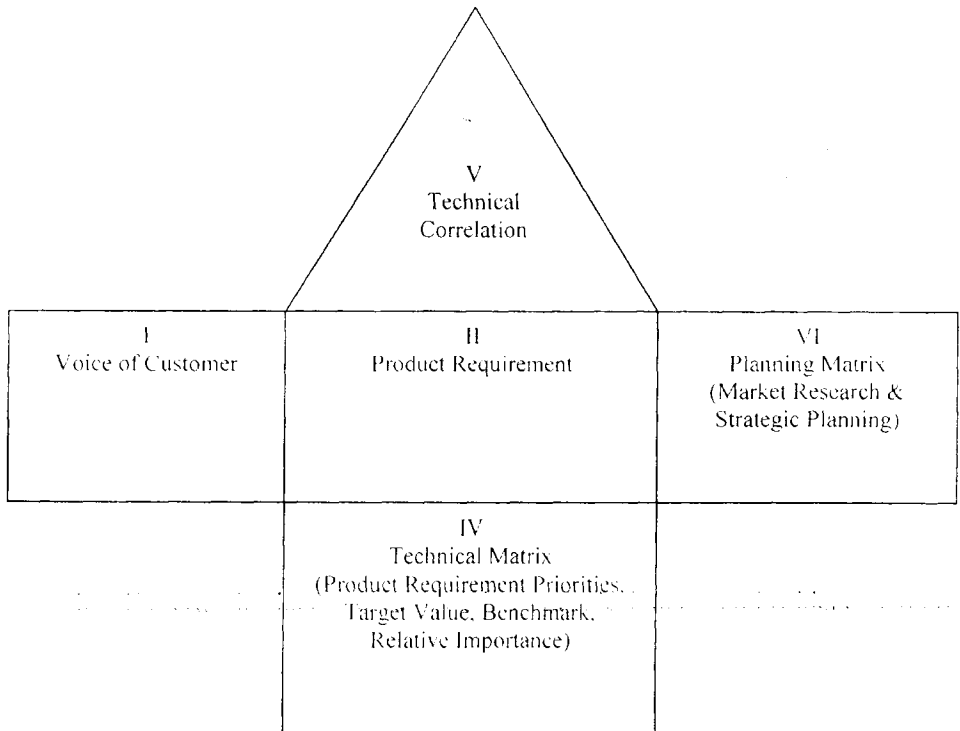 V
Technical
Correlation
I
Voice of Customer
II
Product Requirement
VI
Planning Matrix
(Market Research &
Strategic Planning)
IV
Technical Matrix
(Product Requirement Priorities,
Target Value, Benchmark,
Relative Importance)